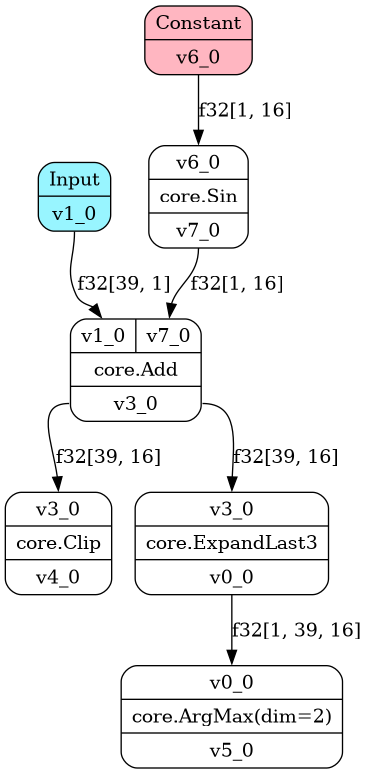 Constant
v6_0
f32[1, 16]
Input
v1_0
v6_0
core.Sin
v7_0
f32[39, 1]
f32[1, 16]
v1_0 v7_0
core.Add
v3_0
f32[39, 16]
f32[39, 16]
v3_0
core.Clip
v4_0
v3_0
core.ExpandLast3
v0_0
f32[1, 39, 16]
v0_0
core.ArgMax(dim=2)
v5_0